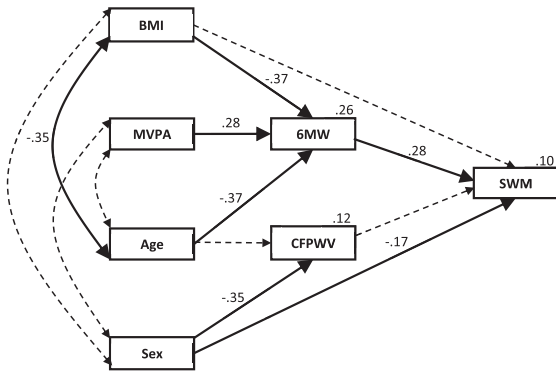 BMI
-.37
.26
-.35
MVPA
.28
6MW
.28
.10
SWM
-.37
.12
Age
CFPWV
-.17
-.35
Sex